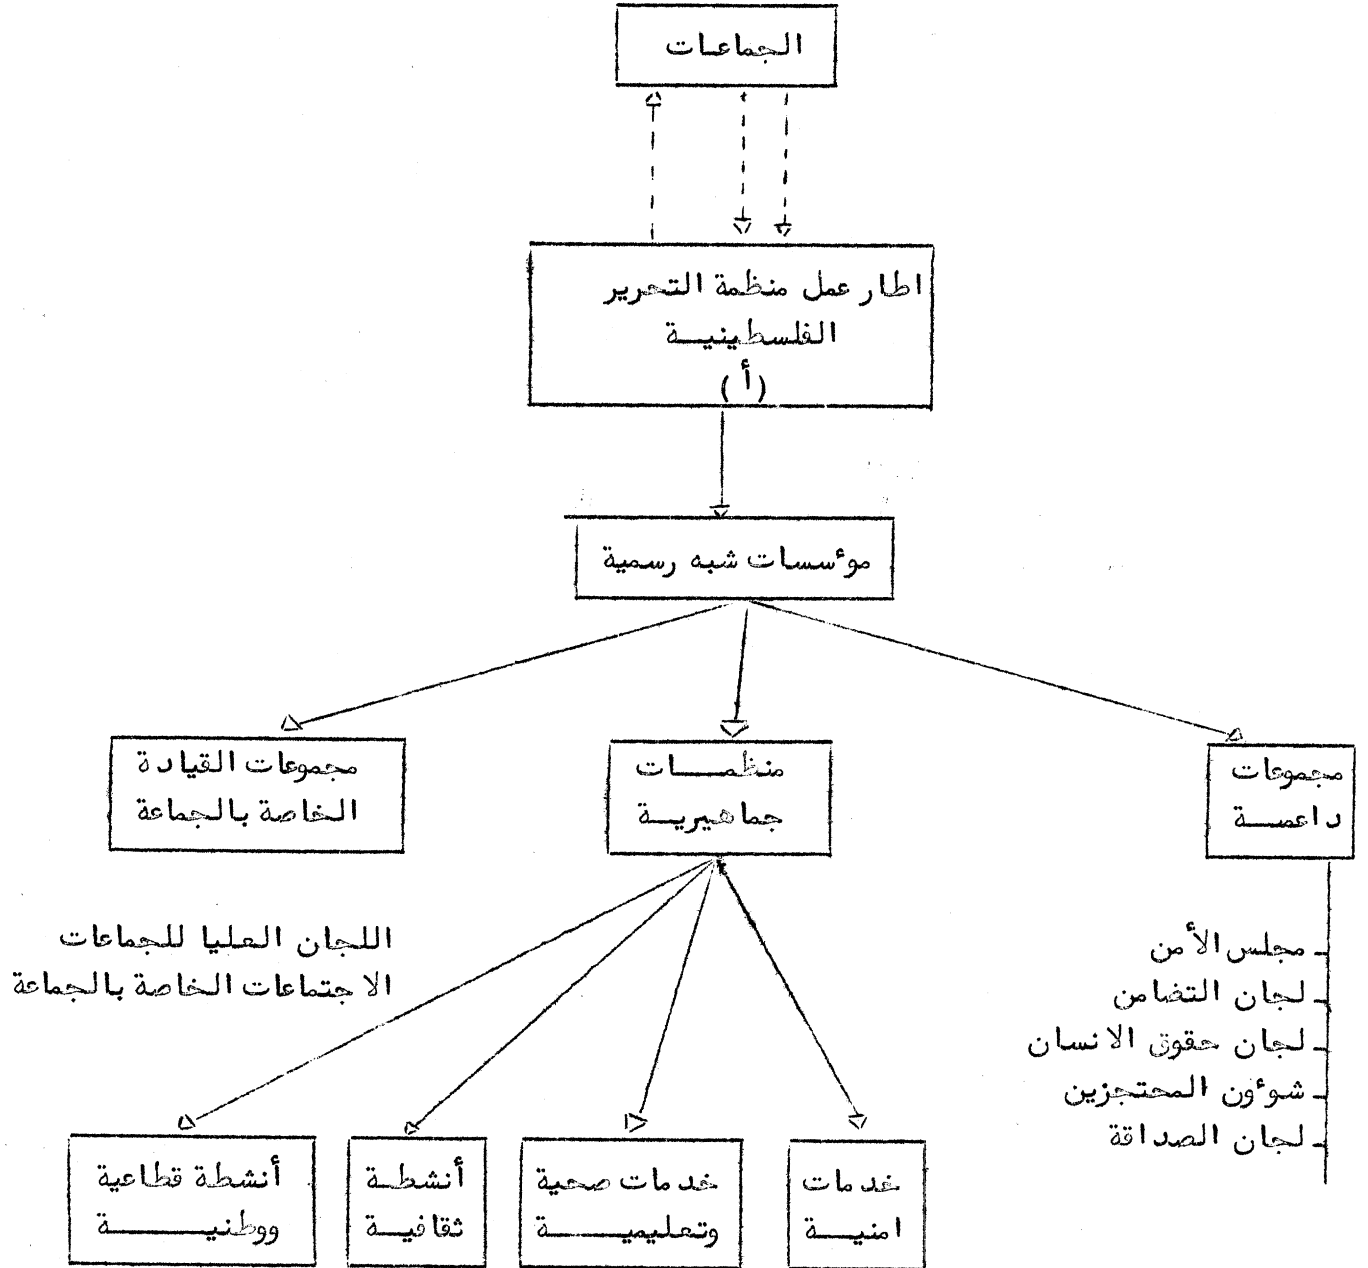 الجماعات
اطار عمل منظمة التحرير
الفلسطينية
(أ)
موءسسات شبه رسمية
مجموعات
داعمة
منظمات
جماهيرية
مجموعات القيادة
الخاصة بالجماعة
- مجلس الأمن
- لجان التضامن
- لجان حقوق الانسان
- شوءون المحتجزين
- لجان الصداقة
اللجان العليا للجماعات
الاجتماعات الخاصة بالجماعة
خدمات
امنية
خدمات صحية
وتعليمية
أنشطة
ثقافية
أنشطة قطاعية
ووطنية